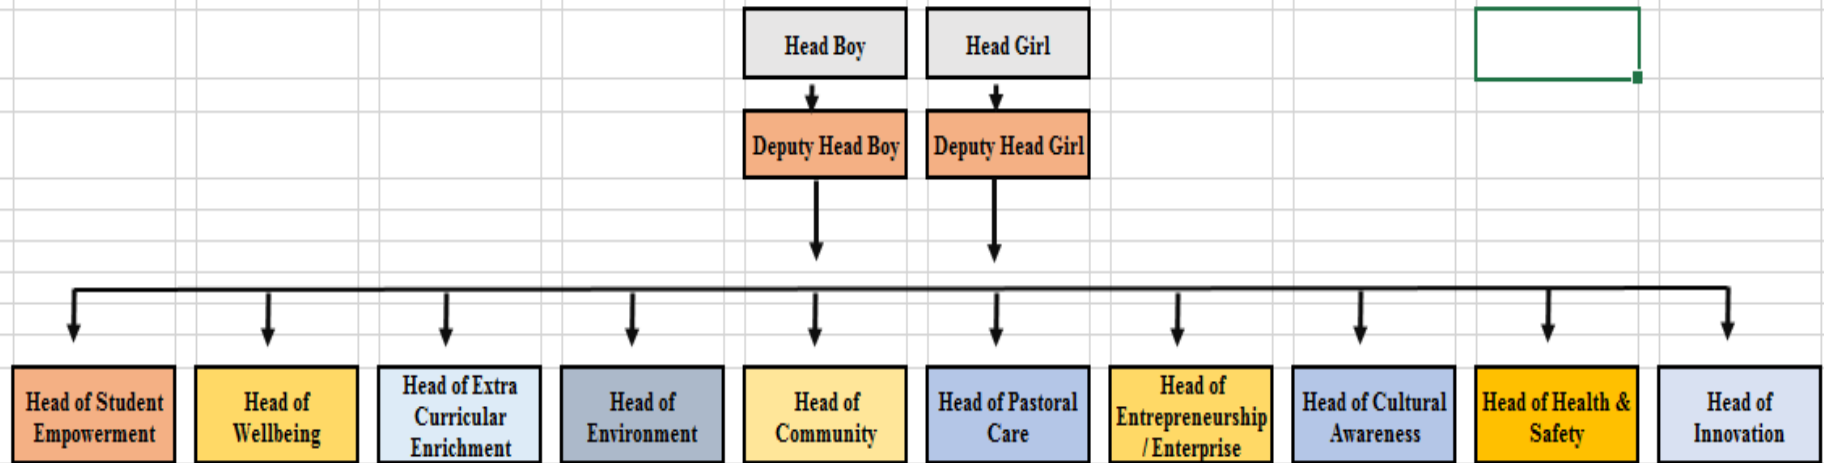 Head Boy
Head Girl
Deputy Head Boy
Deputy Head Girl
Head of Student
Empowerment
Head of
Wellbeing
Head of Extra
Curricular
Enrichment
Head of
Environment
Head of
Community
Head of Pastoral
Care
Head of
Entrepreneurship
/ Enterprise
Head of Cultural
Awareness
Head of Health &
Safety
Head of
Innovation